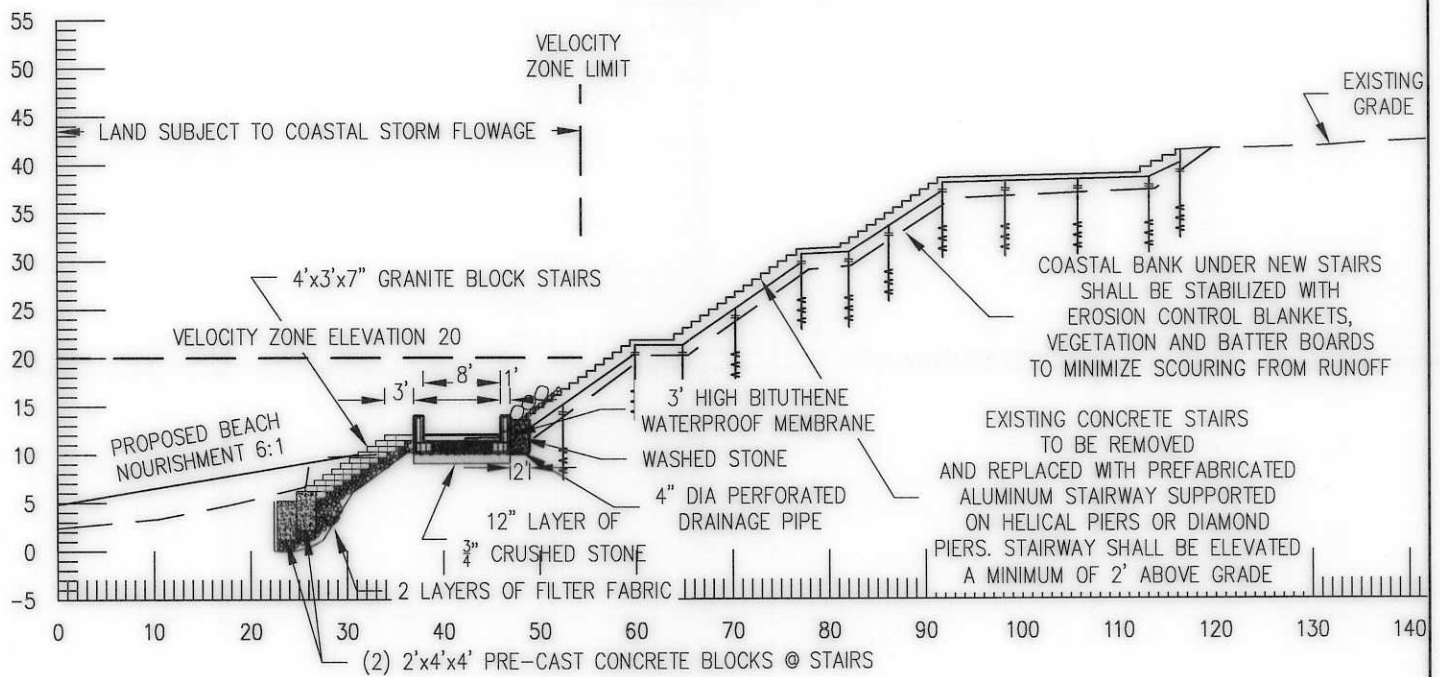 55
50
45
40
35
30
25
20
15
10
5
0
-5
VELOCITY
ZONE LIMIT
LAND SUBJECT TO COASTAL STORM FLOWAGE
EXISTING
GRADE
4'x3'x7" GRANITE BLOCK STAIRS
VELOCITY ZONE ELEVATION 20
3'
8'
1'
PROPOSED BEACH
NOURISHMENT 6:1
2'
3' HIGH BITUTHENE
WATERPROOF MEMBRANE
WASHED STONE
4" DIA PERFORATED
DRAINAGE PIPE
12" LAYER OF
3/4" CRUSHED STONE
2 LAYERS OF FILTER FABRIC
COASTAL BANK UNDER NEW STAIRS
SHALL BE STABILIZED WITH
EROSION CONTROL BLANKETS,
VEGETATION AND BATTER BOARDS
TO MINIMIZE SCOURING FROM RUNOFF
EXISTING CONCRETE STAIRS
TO BE REMOVED
AND REPLACED WITH PREFABRICATED
ALUMINUM STAIRWAY SUPPORTED
ON HELICAL PIERS OR DIAMOND
PIERS. STAIRWAY SHALL BE ELEVATED
A MINIMUM OF 2' ABOVE GRADE
0 10 20 30 40 50 60 70 80 90 100 110 120 130 140
(2) 2'x4'x4' PRE-CAST CONCRETE BLOCKS @ STAIRS